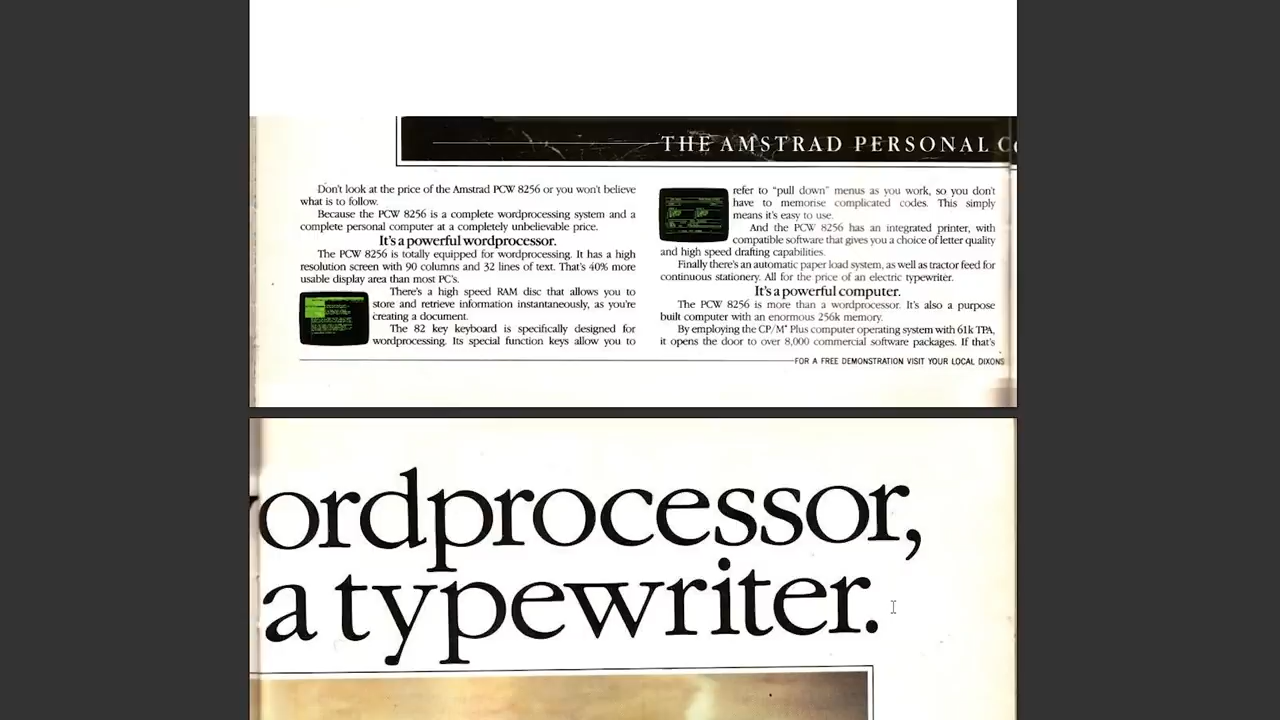 THE AMSTRAD PERSONAL
Don't look at the price of the Amstrad PCW 8256 or you won't believe
what is to follow.
Because the PCW 8256 is a complete wordprocessing system and a
complete personal computer at a completely unbelievable price.
It's a powerful wordprocessor.
The PCW 8256 is totally equipped for wordprocessing. It has a high
resolution screen with 90 columns and 32 lines of text. That's 40% more
usable display area than most PC's.
There's a high speed RAM disc that allows you to
store and retrieve information instantaneously, as you're
creating a document.
The 82 key keyboard is specifically designed for
wordprocessing. Its special function keys allow you to
refer to "pull down" menus as you work, so you don't
have to memorise complicated codes. This simply
means it's easy to use.
And the PCW 8256 has an integrated printer, with
compatible software that gives you a choice of letter quality
and high speed drafting capabilities.
Finally there's an automatic paper load system, as well as tractor feed for
continuous stationery. All for the price of an electric typewriter.
It's a powerful computer.
The PCW 8256 is more than a wordprocessor. It's also a purpose
built computer with an enormous 256k memory.
By employing the CP/M* Plus computer operating system with 61k TPA,
it opens the door to over 8,000 commercial software packages. If that's
FOR A FREE DEMONSTRATION VISIT YOUR LOCAL DIXONS
ordprocessor,
a typewriter.